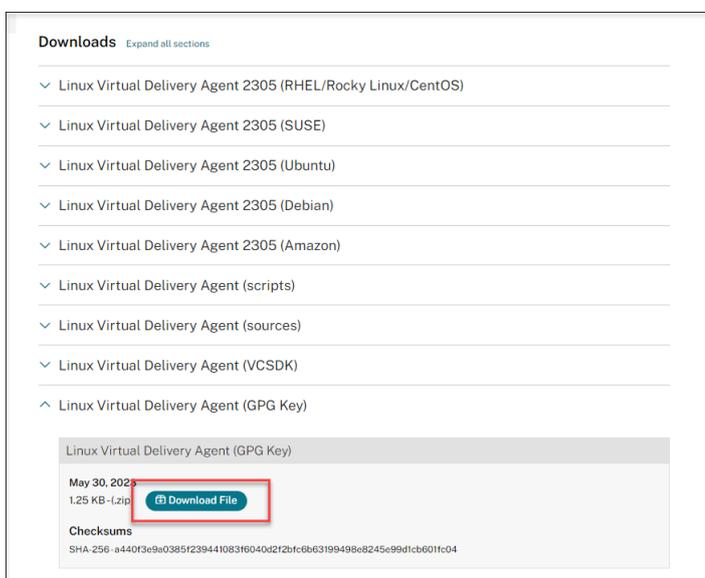 Downloads Expand all sections
Linux Virtual Delivery Agent 2305 (RHEL/Rocky Linux/CentOS)
Linux Virtual Delivery Agent 2305 (SUSE)
Linux Virtual Delivery Agent 2305 (Ubuntu)
Linux Virtual Delivery Agent 2305 (Debian)
Linux Virtual Delivery Agent 2305 (Amazon)
Linux Virtual Delivery Agent (scripts)
Linux Virtual Delivery Agent (sources)
Linux Virtual Delivery Agent (VCSDK)
Linux Virtual Delivery Agent (GPG Key)
Linux Virtual Delivery Agent (GPG Key)
May 30, 2023
1.25 KB - (.zip Download File
Checksums
SHA-256 - a440f3e9a0385f239441083f6040d2f2bfc6b63199498e8245e99d1cb601fc04